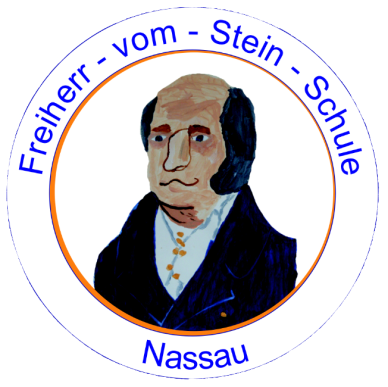 Freiherr - vom - Stein - Schule
Nassau